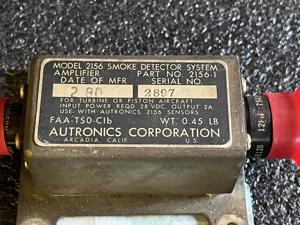 MODEL 2156 SMOKE DETECTOR SYSTEM
AMPLIFIER PART NO. 2156-1
DATE OF MFR SERIAL NO.
2 80 2897
FOR TURBINE OR PISTON AIRCRAFT
INPUT POWER REQD 28 VDC, OUTPUT 2A
USE WITH AUTRONICS 2156 SENSORS
FAA-TSO-C1b WT. 0.45 LB
AUTRONICS CORPORATION
ARCADIA, CALIF. U.S.